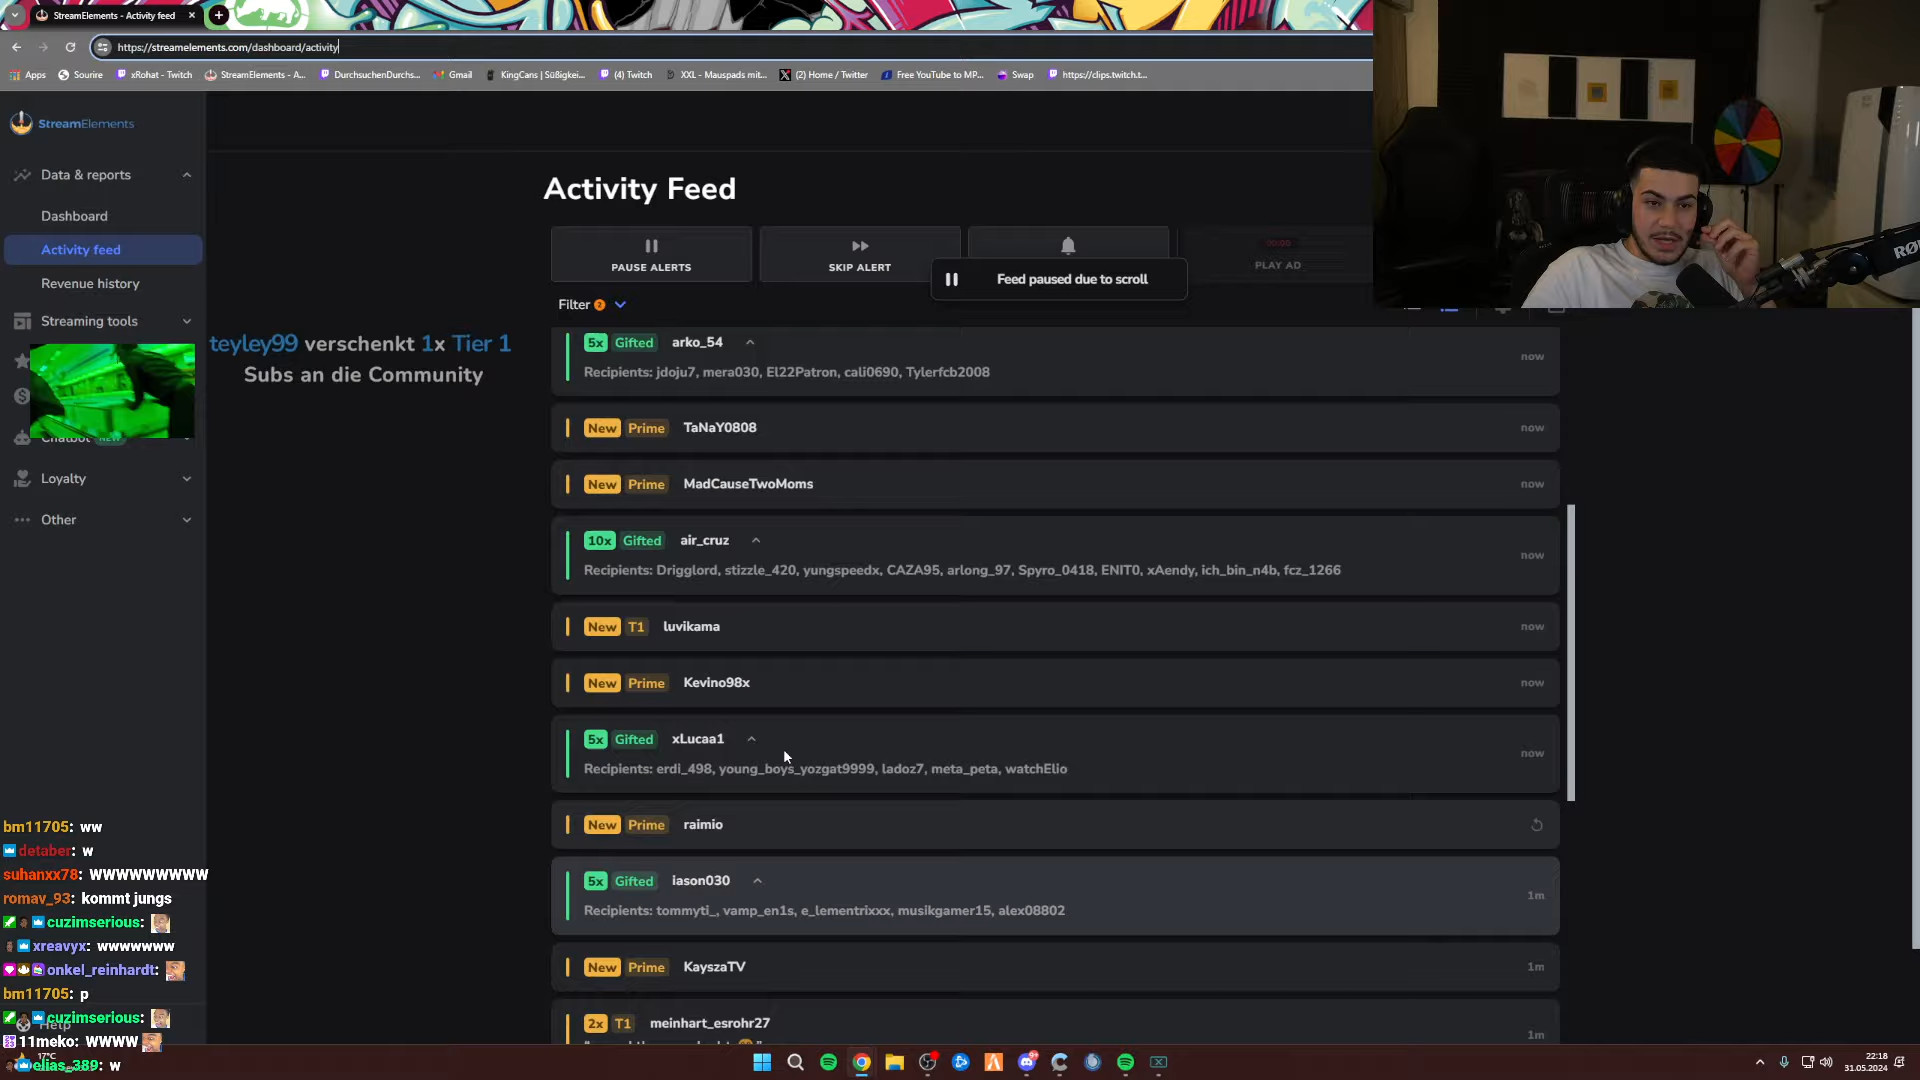 StreamElements - Activity feed
https://streamelements.com/dashboard/activity
Apps
Sourire
xRohat - Twitch
StreamElements - A...
DurchsuchenDurchs...
Gmail
KingCans | Süßigkei...
(4) Twitch
XXL - Mauspads mit...
(2) Home / Twitter
Free YouTube to MP...
Swap
https://clips.twitch.t...
StreamElements
Data & reports
Dashboard
Activity feed
Revenue history
Streaming tools
Chatbot NEW
Loyalty
Other
Help
17°C
teyley99 verschenkt 1x Tier 1
Subs an die Community
Activity Feed
PAUSE ALERTS
SKIP ALERT
00:00
PLAY AD
Feed paused due to scroll
Filter 2
5x Gifted arko_54
now
Recipients: jdoju7, mera030, El22Patron, cali0690, Tylerfcb2008
New Prime TaNaY0808 now
New Prime MadCauseTwoMoms now
10x Gifted air_cruz
now
Recipients: Drigglord, stizzle_420, yungspeedx, CAZA95, arlong_97, Spyro_0418, ENIT0, xAendy, ich_bin_n4b, fcz_1266
New T1 luvikama now
New Prime Kevino98x now
5x Gifted xLucaa1
now
Recipients: erdi_498, young_boys_yozgat9999, ladoz7, meta_peta, watchElio
New Prime raimio
5x Gifted iason030
1m
Recipients: tommyti_, vamp_en1s, e_lementrixxx, musikgamer15, alex08802
New Prime KayszaTV 1m
2x T1 meinhart_esrohr27
1m
bm11705: ww
detaber: w
suhanxx78: WWWWWWWWW
romav_93: kommt jungs
cuzimserious:
xreavyx: wwwwwww
onkel_reinhardt:
bm11705: p
cuzimserious:
11meko: WWWW
elias_389: w
22:18
31.05.2024